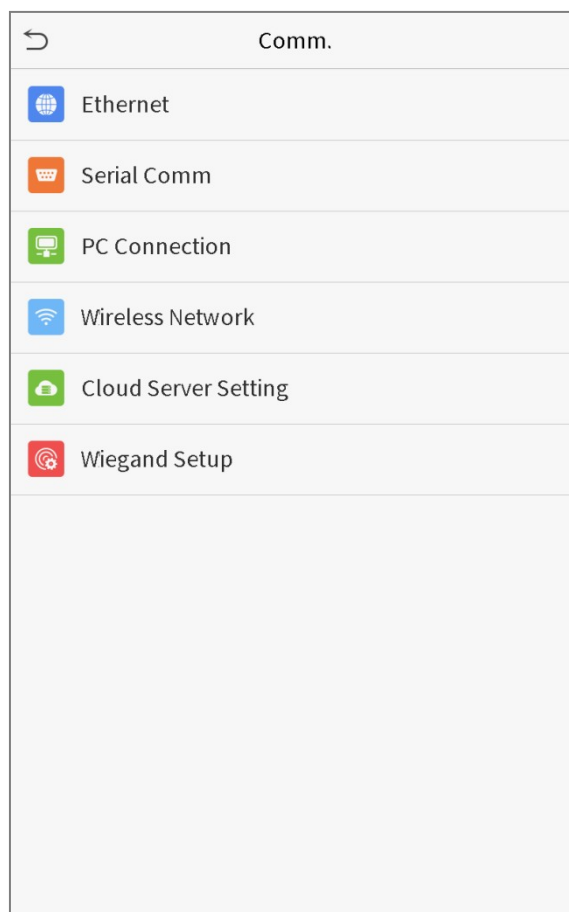 Comm.
Ethernet
Serial Comm
PC Connection
Wireless Network
Cloud Server Setting
Wiegand Setup